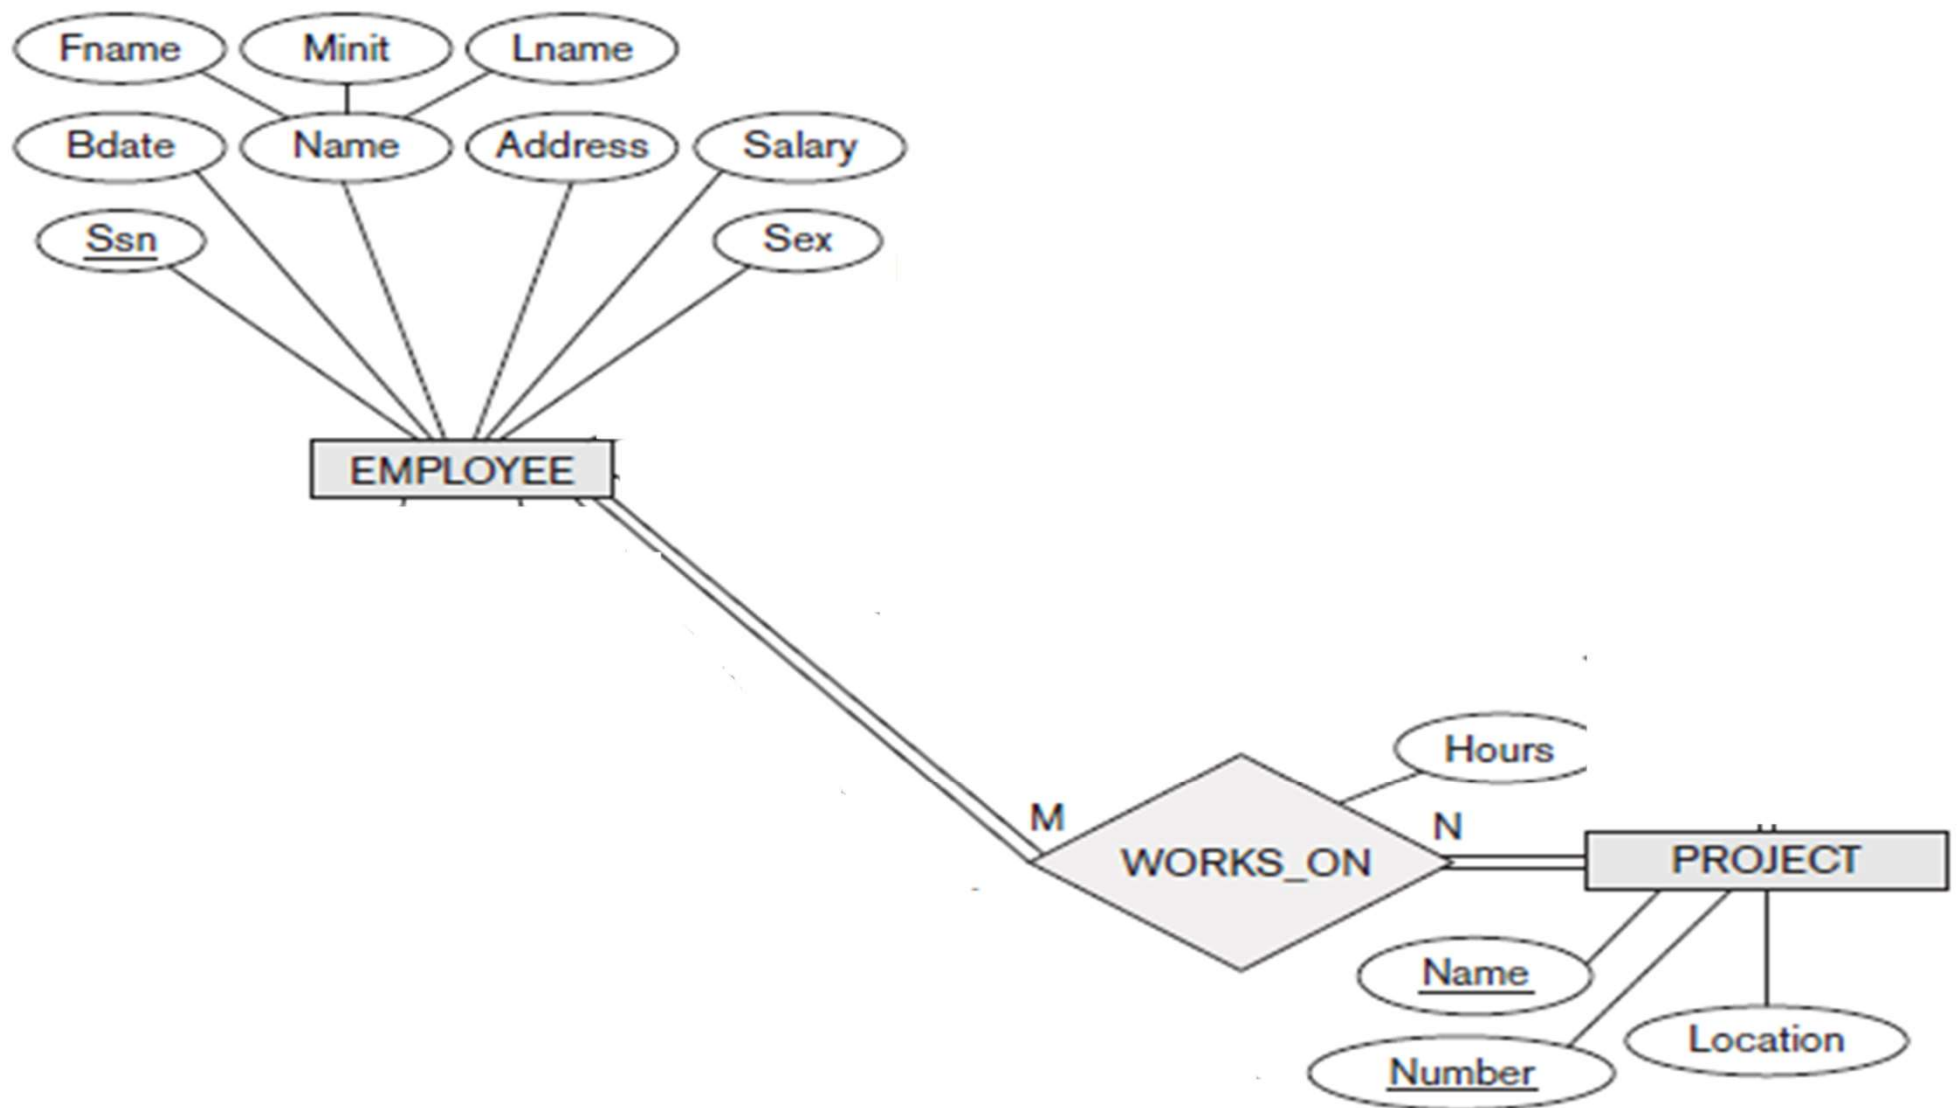 Fname Minit Lname
Bdate Name Address Salary
Ssn Sex
EMPLOYEE
Hours
M N
WORKS_ON PROJECT
Name
Location
Number